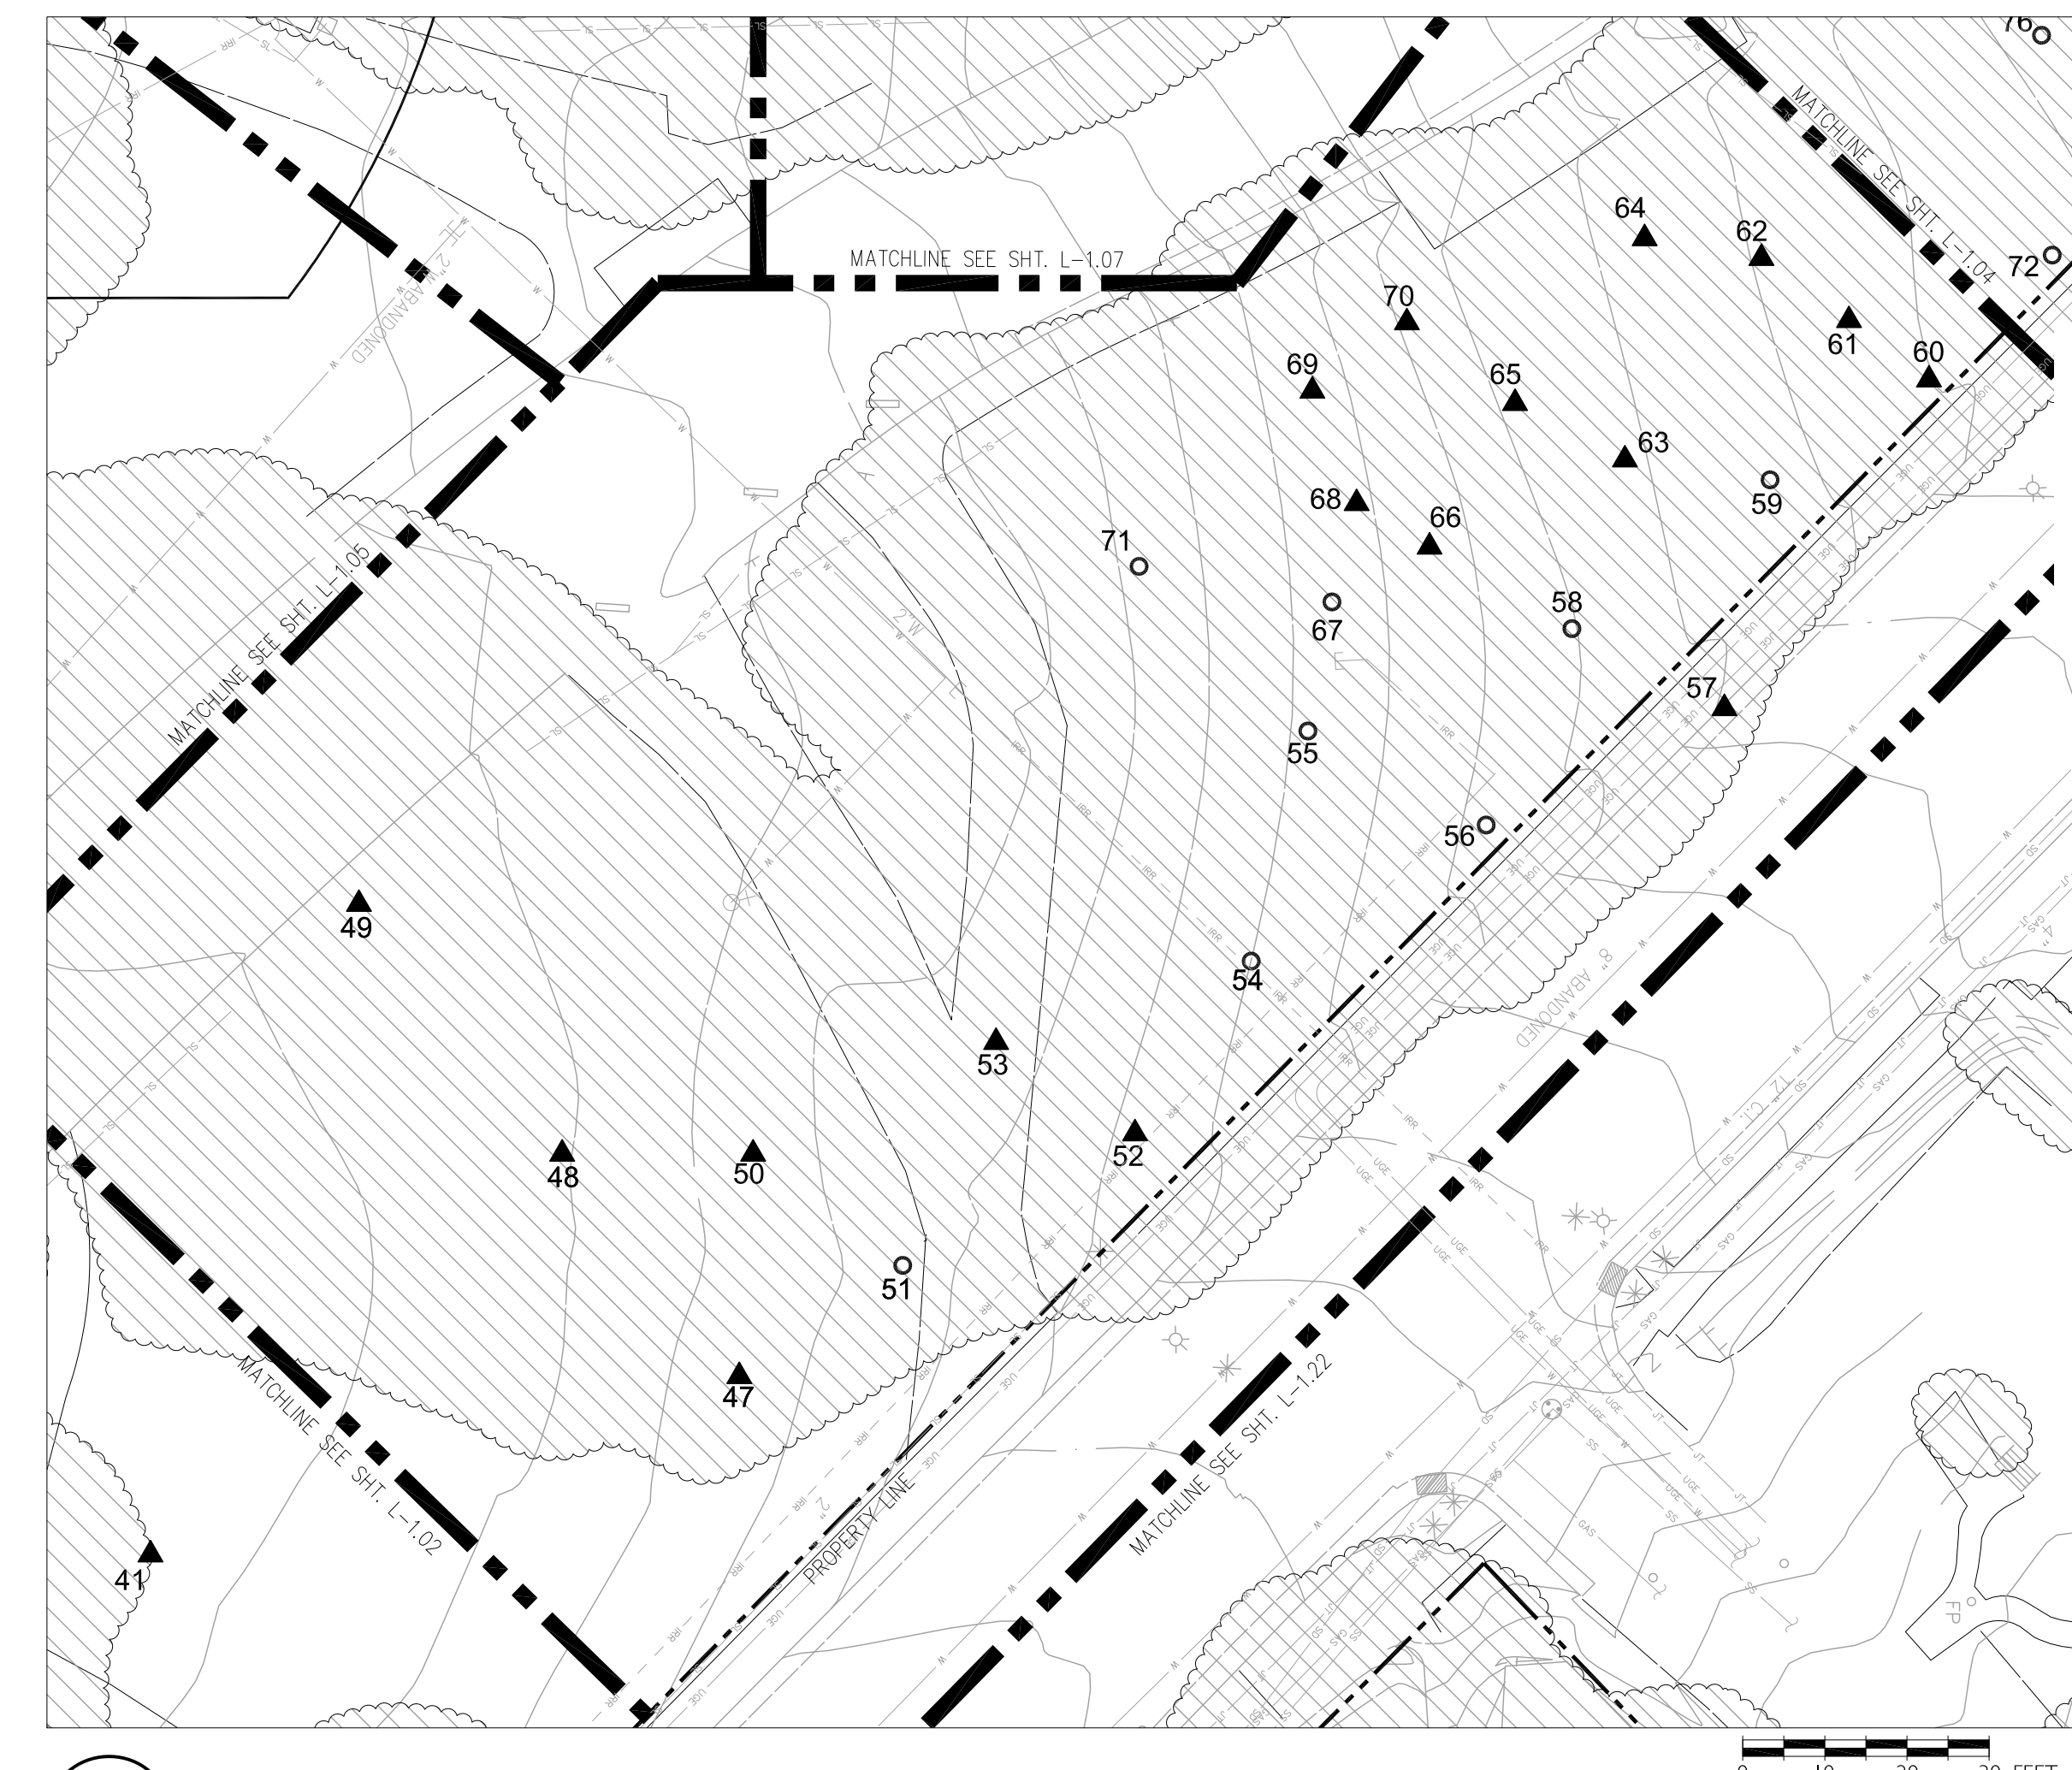 76
MATCHLINE SEE SHT. L-1.04
64
62
72
MATCHLINE SEE SHT. L-1.07
2" ABANDONED
70
61
60
69
65
63
68
66
59
71
MATCHLINE SEE SHT. L-1.05
58
67
2"W
57
55
56
49
54
8" ABANDONED
4"
53
12" C.I.
52
48
50
51
47
MATCHLINE SEE SHT. L-1.02
MATCHLINE SEE SHT. L-1.22
2"
PROPERTY LINE
41
FP
0 10 20 30 FEET